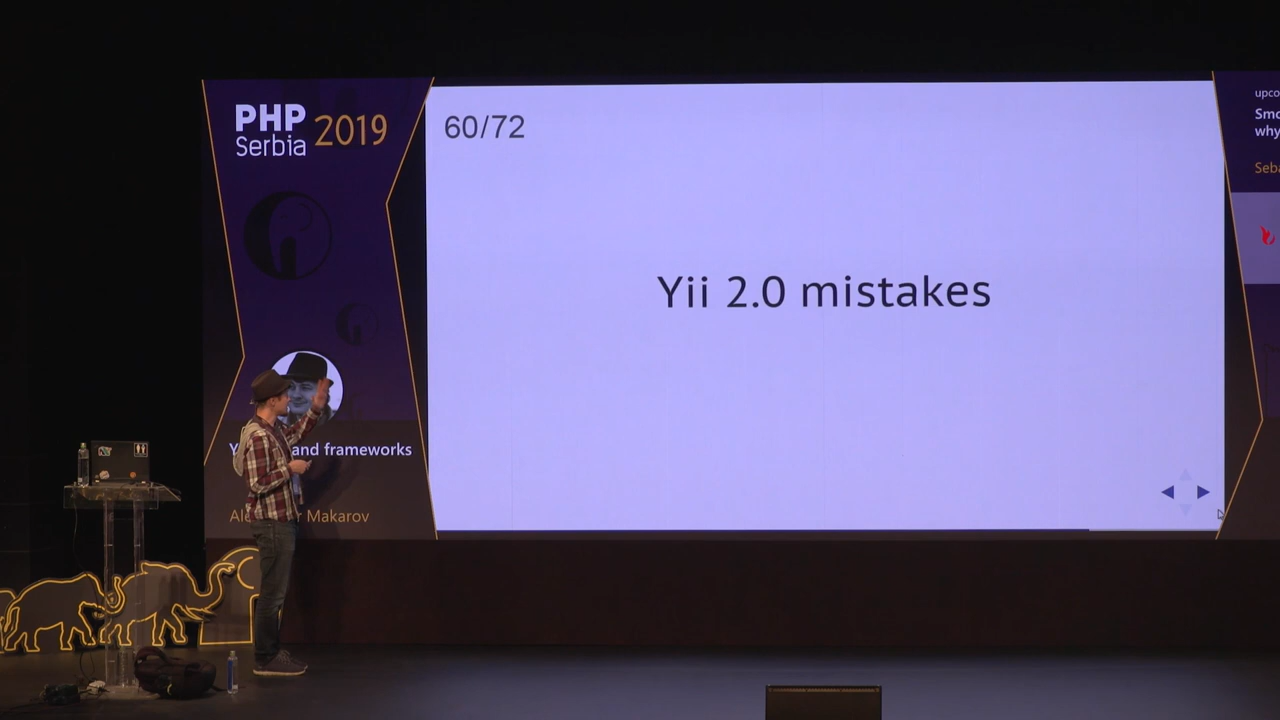 PHP
Serbia
2019
60/72
Yii 2.0 mistakes
and frameworks
Makarov